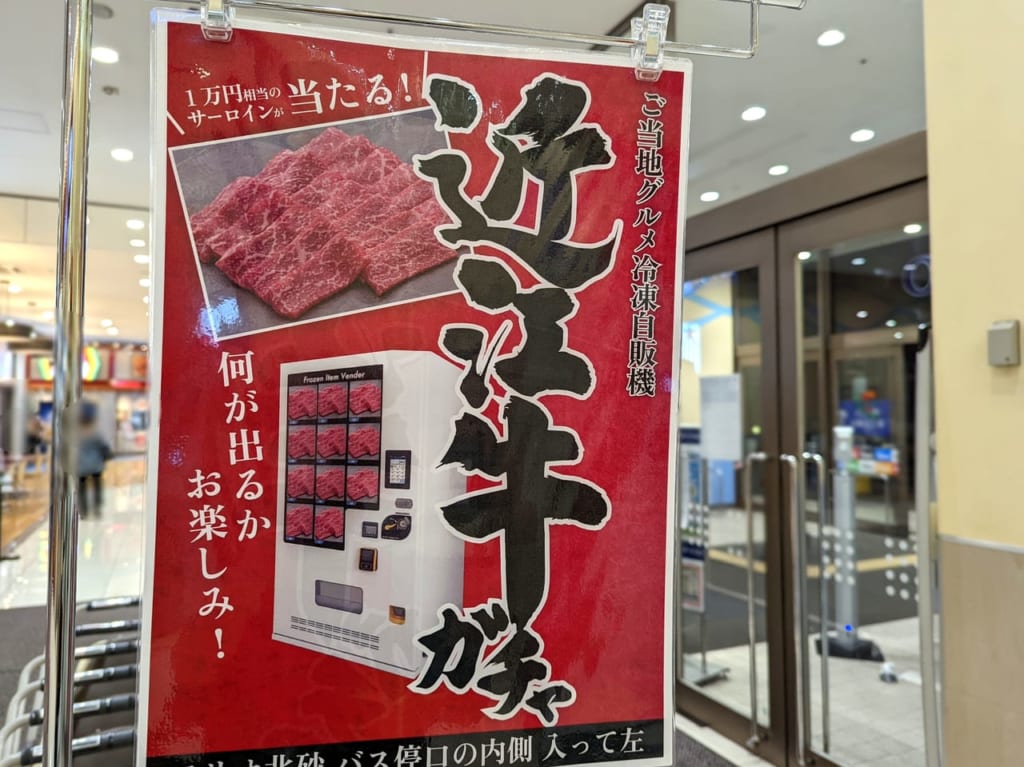 ご当地グルメ冷凍自販機
近江牛
ガチャ
1万円相当の
サーロインが
当たる!
Frozen Item Vender
何が出るか
お楽しみ!
北砂 バス停口の内側 入って左